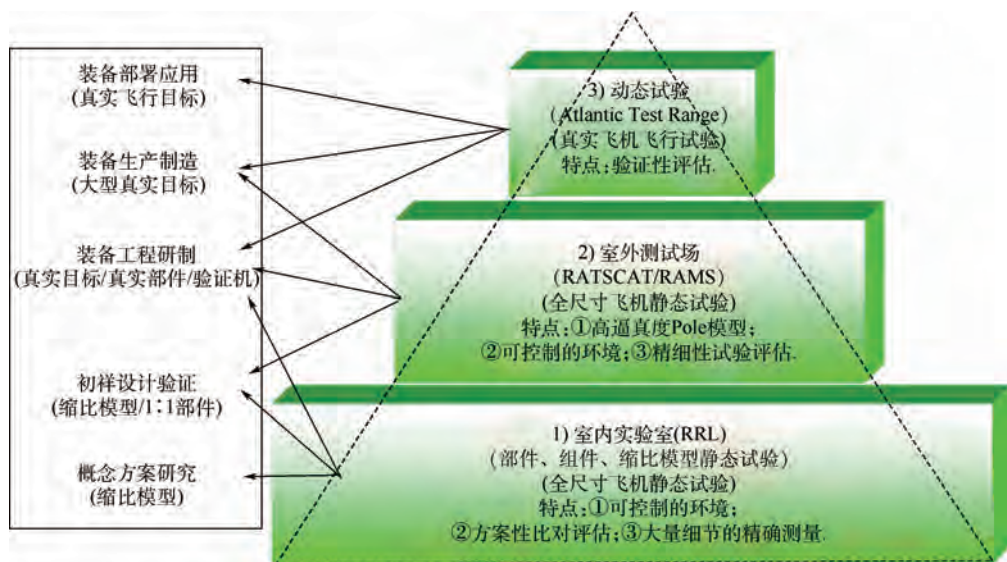 装备部署应用
(真实飞行目标)
装备生产制造
(大型真实目标)
装备工程研制
(真实目标/真实部件/验证机)
初样设计验证
(缩比模型/1∶1部件)
概念方案研究
(缩比模型)
3) 动态试验
(Atlantic Test Range)
(真实飞机飞行试验)
特点:验证性评估.
2) 室外测试场
(RATSCAT/RAMS)
(全尺寸飞机静态试验)
特点:①高逼真度Pole模型;
②可控制的环境;③精细性试验评估.
1) 室内实验室(RRL)
(部件、组件、缩比模型静态试验)
(全尺寸飞机静态试验)
特点:①可控制的环境;
②方案性比对评估;③大量细节的精确测量.